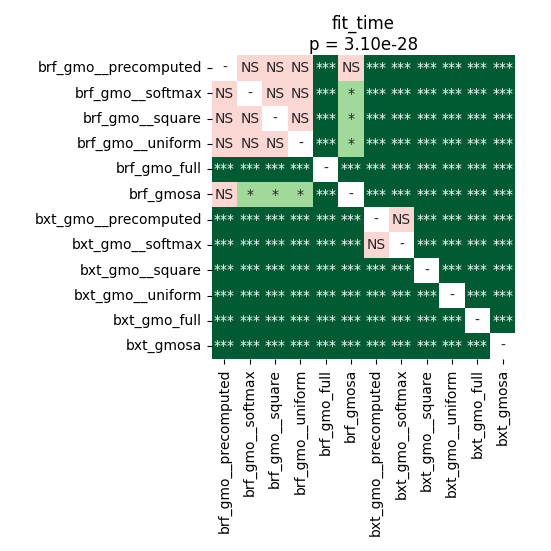 fit_time
p = 3.10e-28
brf_gmo__precomputed - NS NS NS *** NS *** *** *** *** *** ***
brf_gmo__softmax NS - NS NS *** * *** *** *** *** *** ***
brf_gmo__square NS NS - NS *** * *** *** *** *** *** ***
brf_gmo__uniform NS NS NS - *** * *** *** *** *** *** ***
brf_gmo_full *** *** *** *** - *** *** *** *** *** *** ***
brf_gmosa NS * * * *** - *** *** *** *** *** ***
bxt_gmo__precomputed *** *** *** *** *** *** - NS *** *** *** ***
bxt_gmo__softmax *** *** *** *** *** *** NS - *** *** *** ***
bxt_gmo__square *** *** *** *** *** *** *** *** - *** *** ***
bxt_gmo__uniform *** *** *** *** *** *** *** *** *** - *** ***
bxt_gmo_full *** *** *** *** *** *** *** *** *** *** - ***
bxt_gmosa *** *** *** *** *** *** *** *** *** *** *** -
brf_gmo__precomputed
brf_gmo__softmax
brf_gmo__square
brf_gmo__uniform
brf_gmo_full
brf_gmosa
bxt_gmo__precomputed
bxt_gmo__softmax
bxt_gmo__square
bxt_gmo__uniform
bxt_gmo_full
bxt_gmosa